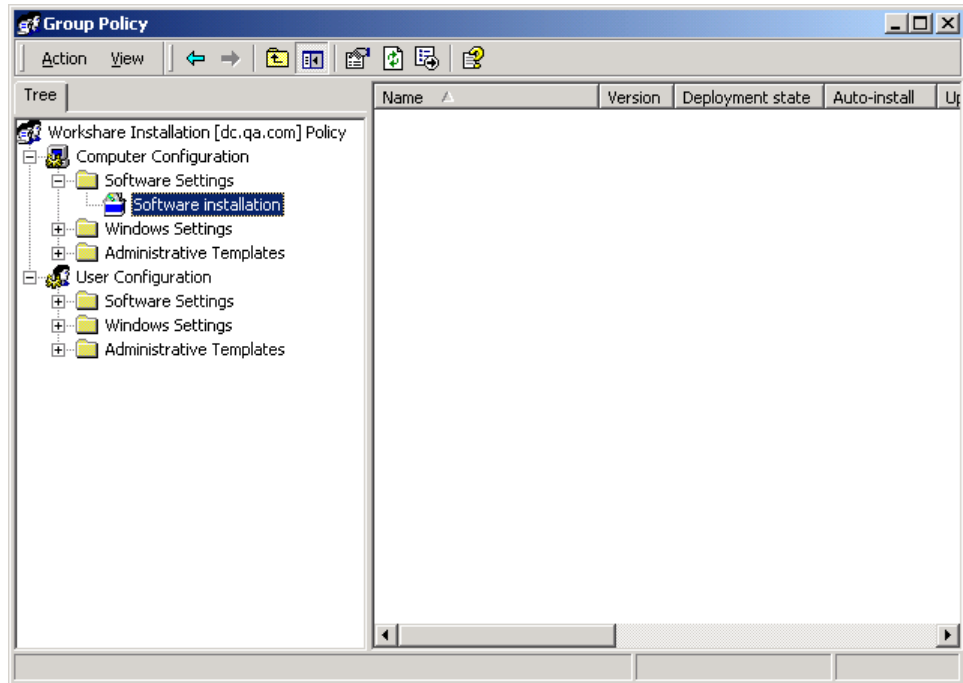 Group Policy
Action View
Tree
Name Version Deployment state Auto-install
Workshare Installation [dc.qa.com] Policy
Computer Configuration
Software Settings
Software installation
Windows Settings
Administrative Templates
User Configuration
Software Settings
Windows Settings
Administrative Templates